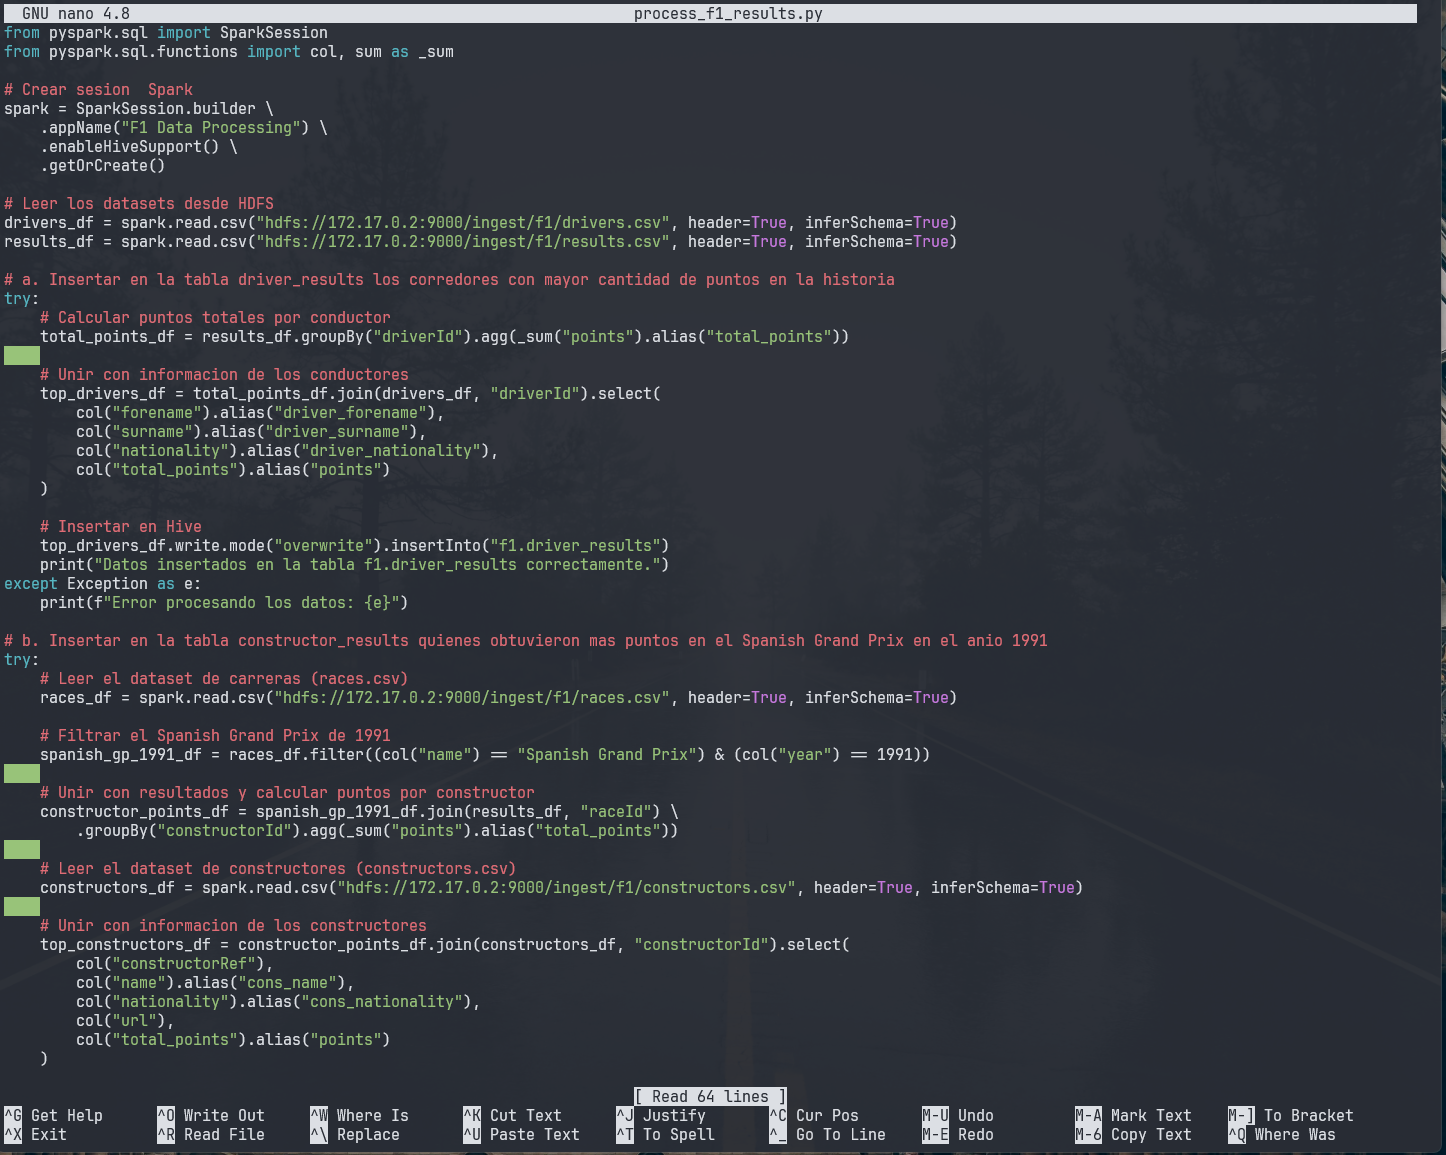 GNU nano 4.8 process_f1_results.py
from pyspark.sql import SparkSession
from pyspark.sql.functions import col, sum as _sum

# Crear sesion  Spark
spark = SparkSession.builder \
    .appName("F1 Data Processing") \
    .enableHiveSupport() \
    .getOrCreate()

# Leer los datasets desde HDFS
drivers_df = spark.read.csv("hdfs://172.17.0.2:9000/ingest/f1/drivers.csv", header=True, inferSchema=True)
results_df = spark.read.csv("hdfs://172.17.0.2:9000/ingest/f1/results.csv", header=True, inferSchema=True)

# a. Insertar en la tabla driver_results los corredores con mayor cantidad de puntos en la historia
try:
    # Calcular puntos totales por conductor
    total_points_df = results_df.groupBy("driverId").agg(_sum("points").alias("total_points"))

    # Unir con informacion de los conductores
    top_drivers_df = total_points_df.join(drivers_df, "driverId").select(
        col("forename").alias("driver_forename"),
        col("surname").alias("driver_surname"),
        col("nationality").alias("driver_nationality"),
        col("total_points").alias("points")
    )

    # Insertar en Hive
    top_drivers_df.write.mode("overwrite").insertInto("f1.driver_results")
    print("Datos insertados en la tabla f1.driver_results correctamente.")
except Exception as e:
    print(f"Error procesando los datos: {e}")

# b. Insertar en la tabla constructor_results quienes obtuvieron mas puntos en el Spanish Grand Prix en el anio 1991
try:
    # Leer el dataset de carreras (races.csv)
    races_df = spark.read.csv("hdfs://172.17.0.2:9000/ingest/f1/races.csv", header=True, inferSchema=True)

    # Filtrar el Spanish Grand Prix de 1991
    spanish_gp_1991_df = races_df.filter((col("name") == "Spanish Grand Prix") & (col("year") == 1991))

    # Unir con resultados y calcular puntos por constructor
    constructor_points_df = spanish_gp_1991_df.join(results_df, "raceId") \
        .groupBy("constructorId").agg(_sum("points").alias("total_points"))

    # Leer el dataset de constructores (constructors.csv)
    constructors_df = spark.read.csv("hdfs://172.17.0.2:9000/ingest/f1/constructors.csv", header=True, inferSchema=True)

    # Unir con informacion de los constructores
    top_constructors_df = constructor_points_df.join(constructors_df, "constructorId").select(
        col("constructorRef"),
        col("name").alias("cons_name"),
        col("nationality").alias("cons_nationality"),
        col("url"),
        col("total_points").alias("points")
    )

[ Read 64 lines ]
^G Get Help ^O Write Out ^W Where Is ^K Cut Text ^J Justify ^C Cur Pos M-U Undo M-A Mark Text M-] To Bracket
^X Exit ^R Read File ^\ Replace ^U Paste Text ^T To Spell ^_ Go To Line M-E Redo M-6 Copy Text ^Q Where Was